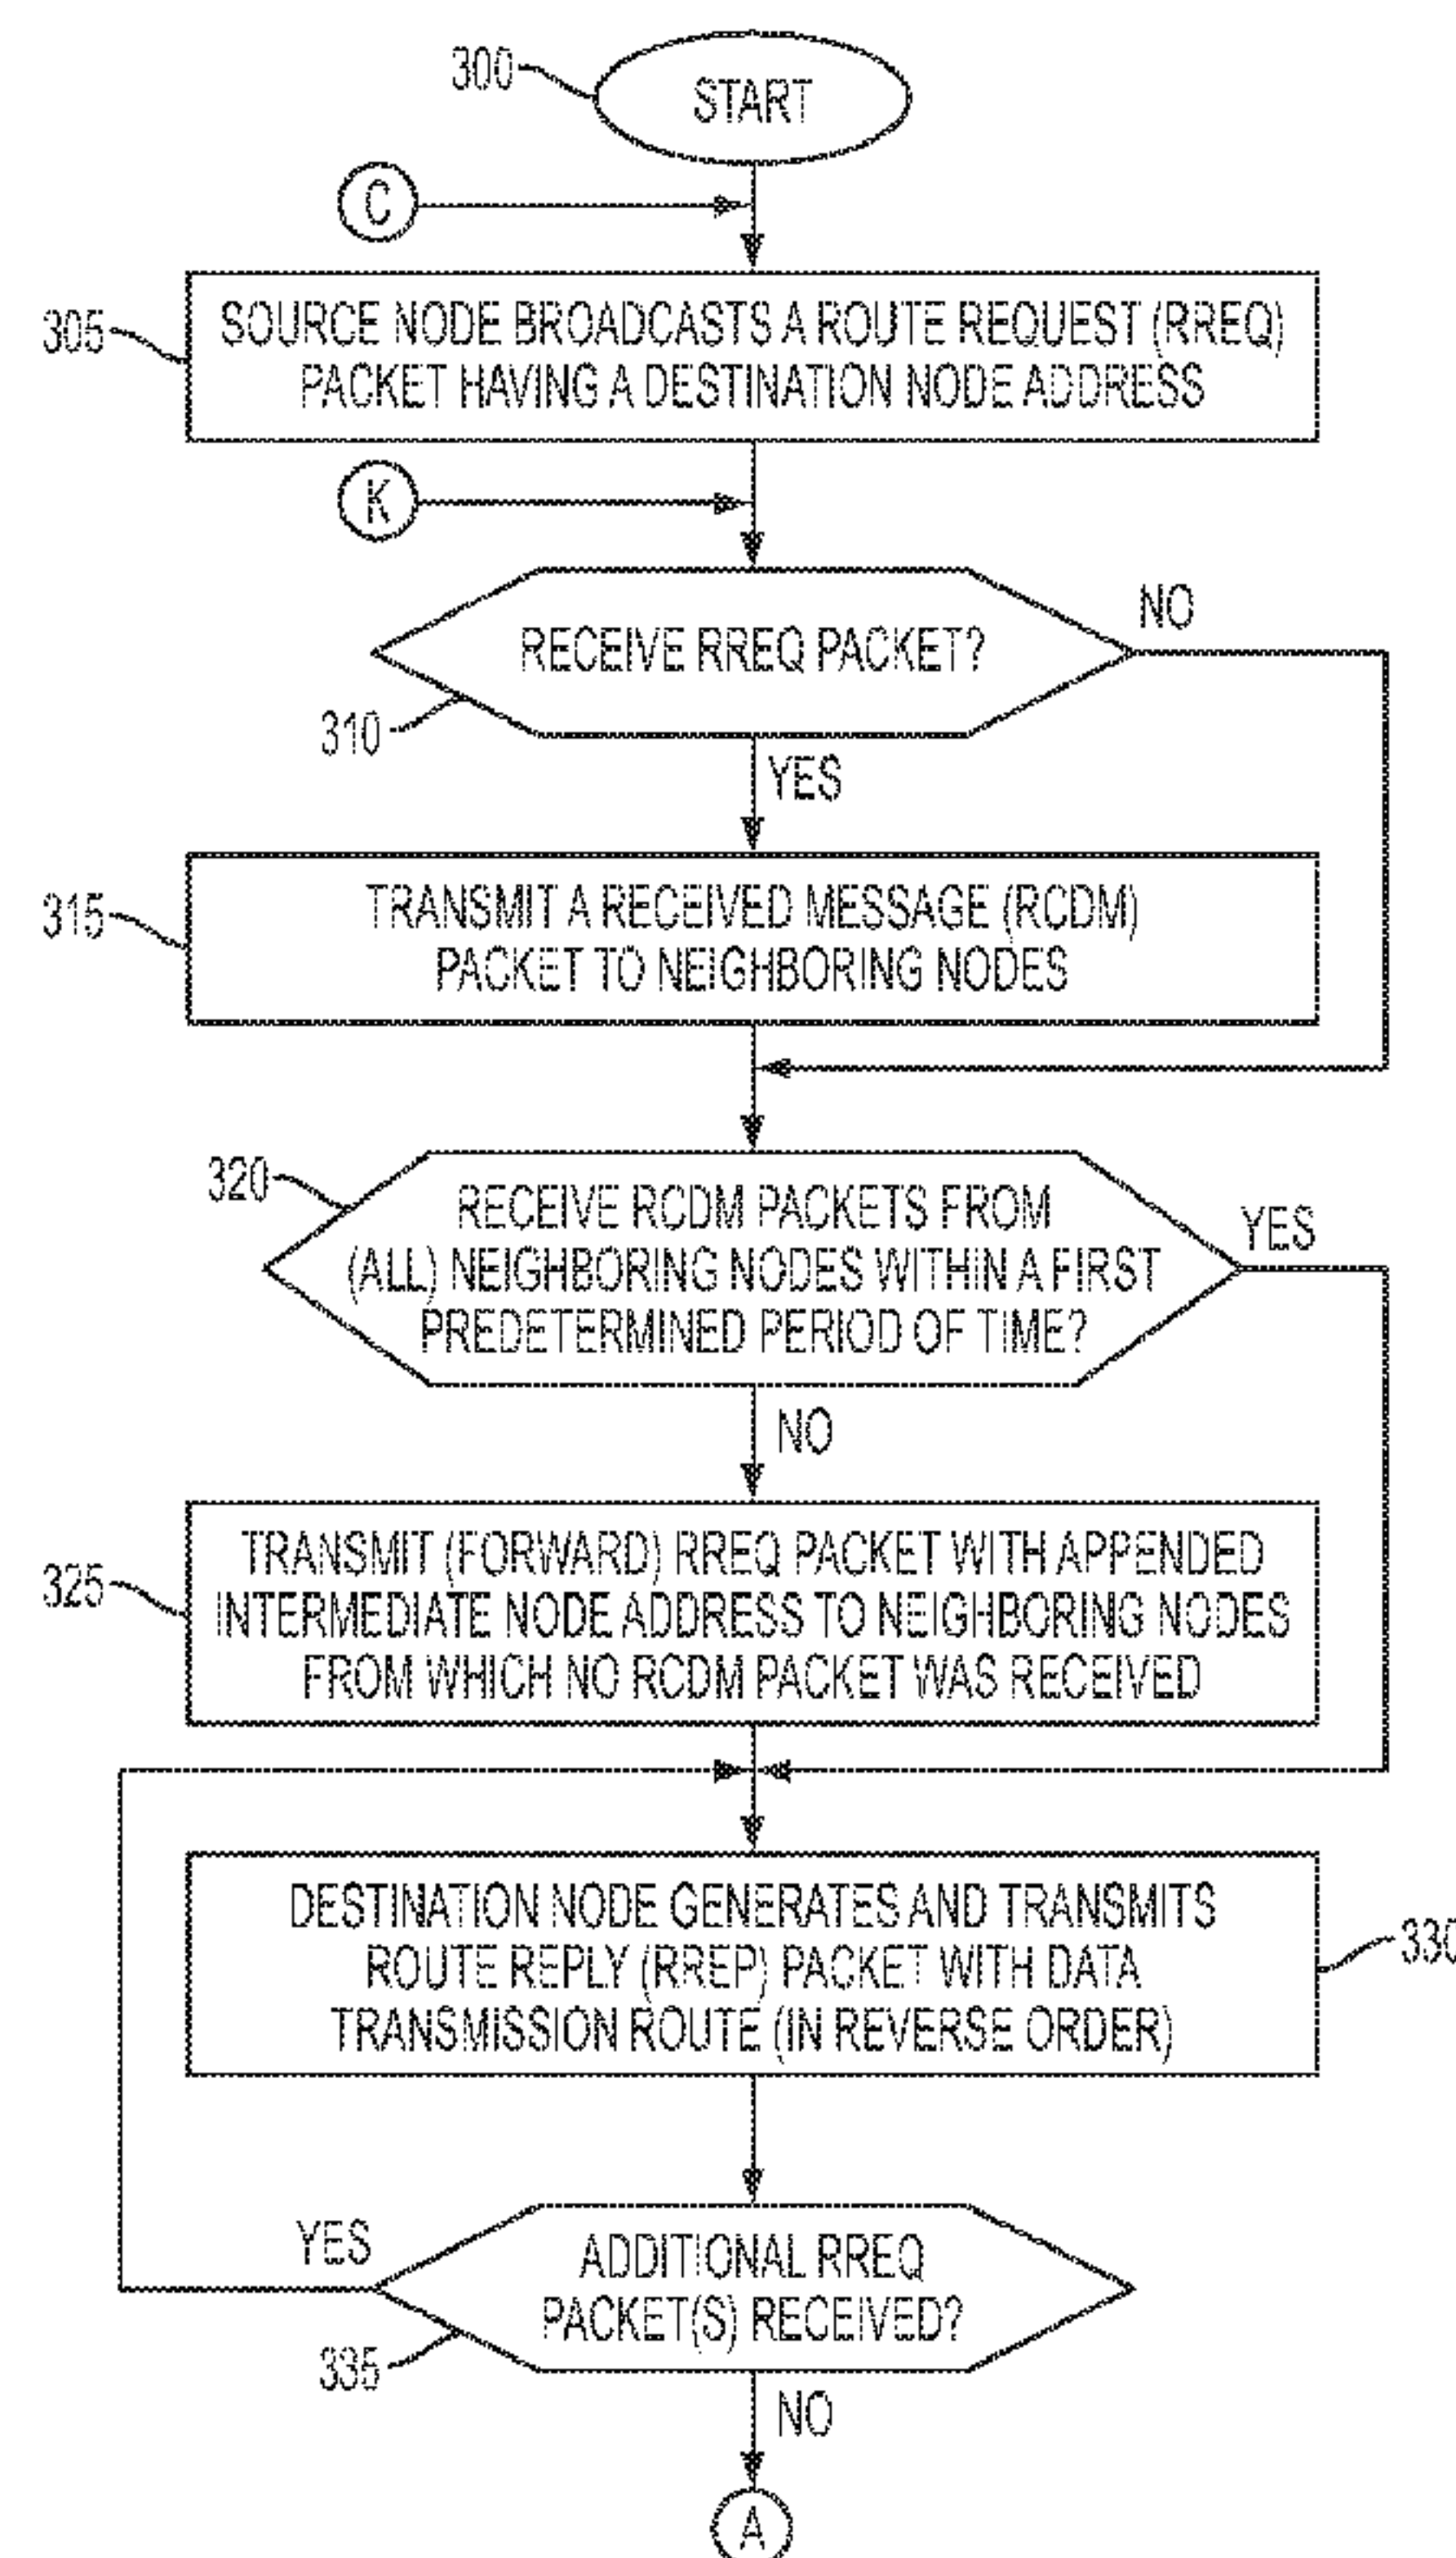 300
START
C
305
SOURCE NODE BROADCASTS A ROUTE REQUEST (RREQ)
PACKET HAVING A DESTINATION NODE ADDRESS
K
NO
RECEIVE RREQ PACKET?
310
YES
315
TRANSMIT A RECEIVED MESSAGE (RCDM)
PACKET TO NEIGHBORING NODES
320
RECEIVE RCDM PACKETS FROM
(ALL) NEIGHBORING NODES WITHIN A FIRST
PREDETERMINED PERIOD OF TIME?
YES
NO
325
TRANSMIT (FORWARD) RREQ PACKET WITH APPENDED
INTERMEDIATE NODE ADDRESS TO NEIGHBORING NODES
FROM WHICH NO RCDM PACKET WAS RECEIVED
DESTINATION NODE GENERATES AND TRANSMITS
ROUTE REPLY (RREP) PACKET WITH DATA
TRANSMISSION ROUTE (IN REVERSE ORDER)
330
YES
ADDITIONAL RREQ
PACKET(S) RECEIVED?
335
NO
A